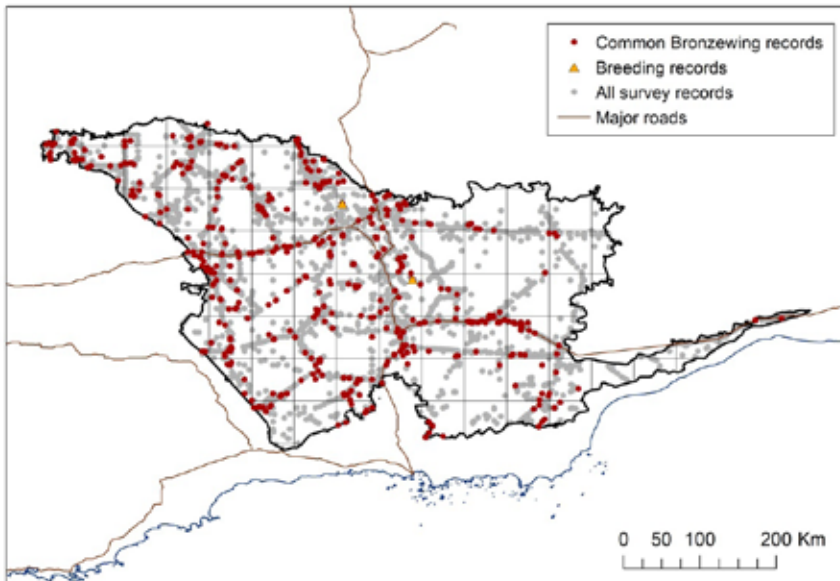 Common Bronzewing records
Breeding records
All survey records
Major roads
0 50 100 200 Km